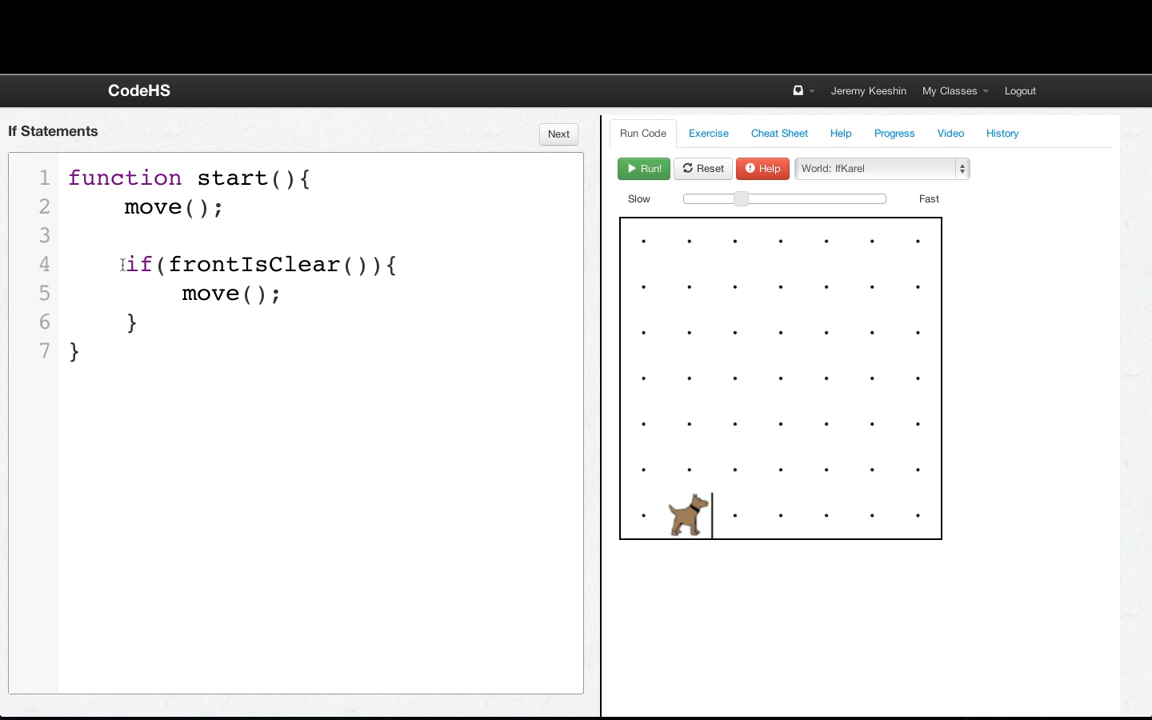 CodeHS
Jeremy Keeshin My Classes Logout
If Statements
Next
1 function start(){
2 move();
3
4 if(frontIsClear()){
5 move();
6 }
7 }
Run Code Exercise Cheat Sheet Help Progress Video History
Run! Reset Help World: IfKarel
Slow Fast